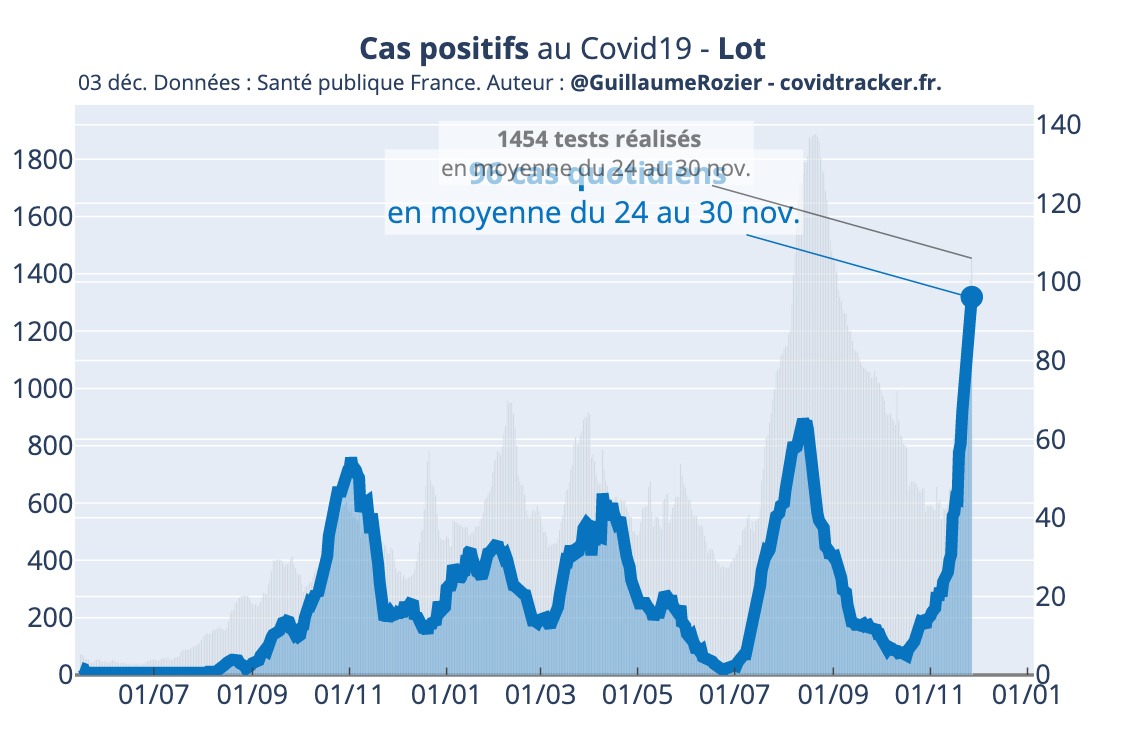 Cas positifs au Covid19 - Lot
03 déc. Données : Santé publique France. Auteur : @GuillaumeRozier - covidtracker.fr.
1454 tests réalisés
en moyenne du 24 au 30 nov.
96 cas quotidiens
en moyenne du 24 au 30 nov.
1800
1600
1400
1200
1000
800
600
400
200
0
140
120
100
80
60
40
20
0
01/07 01/09 01/11 01/01 01/03 01/05 01/07 01/09 01/11 01/01